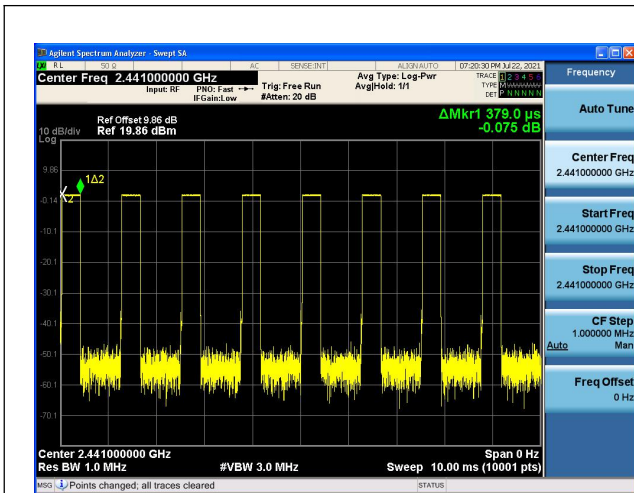 Agilent Spectrum Analyzer - Swept SA
RL 50 Ω AC SENSE:INT ALIGN AUTO 07:20:30 PM Jul 22, 2021
Center Freq 2.441000000 GHz
Input: RF PNO: Fast Trig: Free Run Avg Type: Log-Pwr TRACE 1 2 3 4 5 6
IFGain:Low #Atten: 20 dB Avg|Hold: 1/1 TYPE M
DET P N N N N N
Ref Offset 9.86 dB ΔMkr1 379.0 µs
10 dB/div Ref 19.86 dBm -0.075 dB
Log
9.86
1Δ2
-0.14
2
-10.1
-20.1
-30.1
-40.1
-50.1
-60.1
-70.1
Center 2.441000000 GHz Span 0 Hz
Res BW 1.0 MHz #VBW 3.0 MHz Sweep 10.00 ms (10001 pts)
MSG Points changed; all traces cleared STATUS
Frequency
Auto Tune
Center Freq
2.441000000 GHz
Start Freq
2.441000000 GHz
Stop Freq
2.441000000 GHz
CF Step
1.000000 MHz
Auto Man
Freq Offset
0 Hz